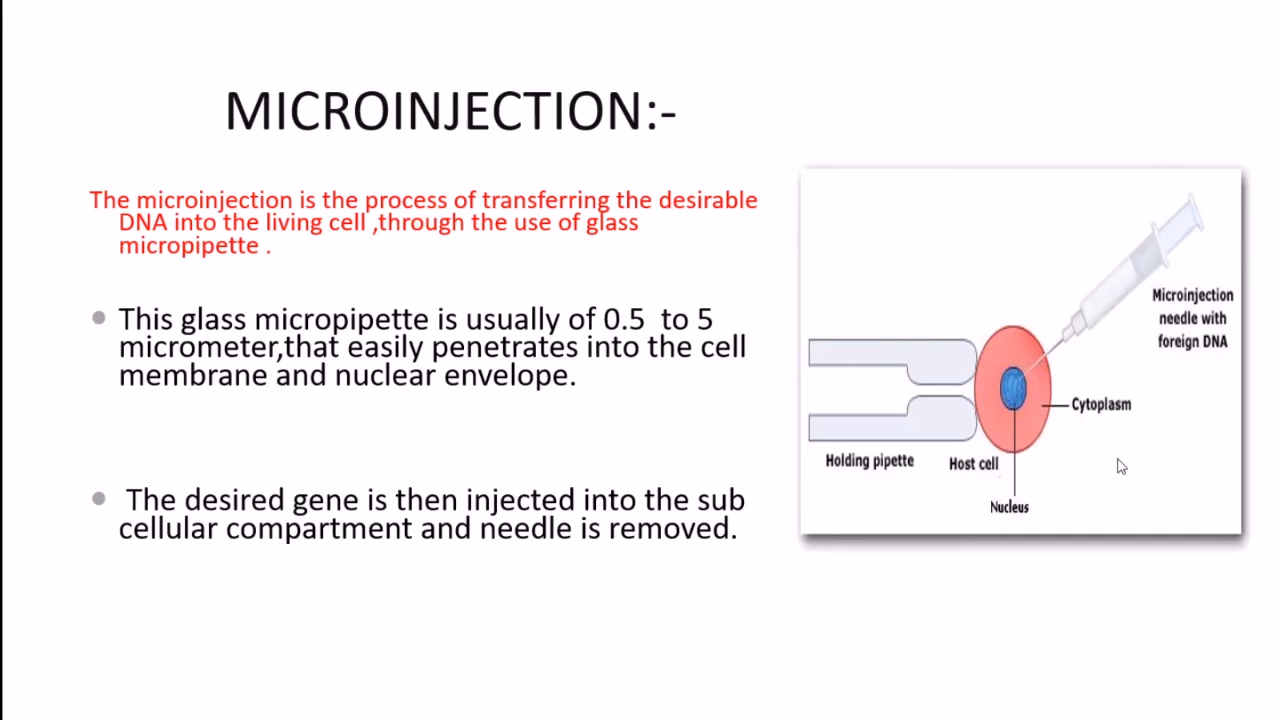 MICROINJECTION:-
The microinjection is the process of transferring the desirable
DNA into the living cell ,through the use of glass
micropipette .
This glass micropipette is usually of 0.5  to 5
micrometer,that easily penetrates into the cell
membrane and nuclear envelope.
The desired gene is then injected into the sub
cellular compartment and needle is removed.
Microinjection
needle with
foreign DNA
Cytoplasm
Holding pipette
Host cell
Nucleus